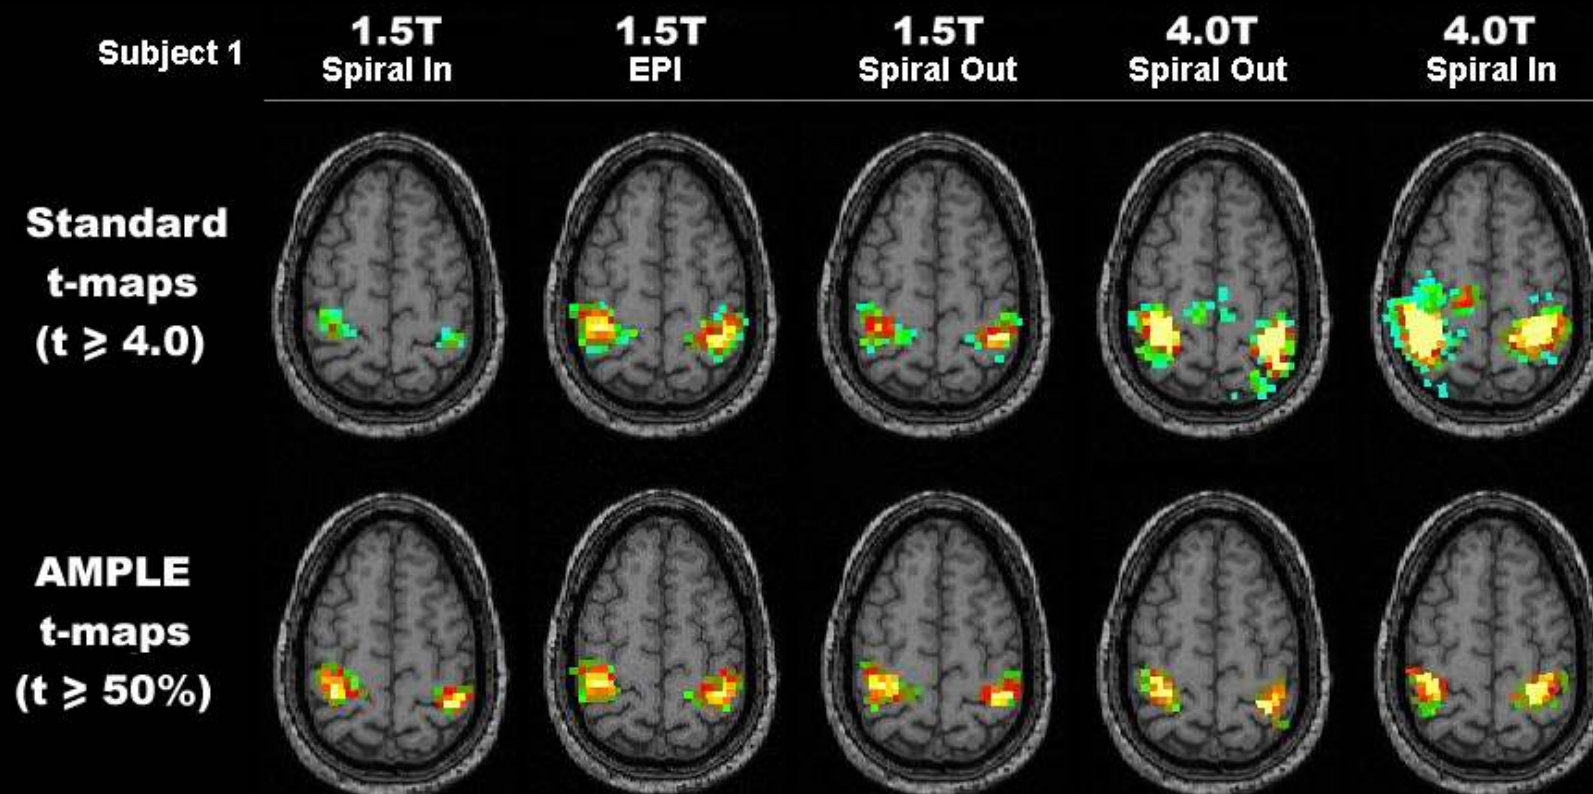 Subject 1
1.5T
Spiral In
1.5T
EPI
1.5T
Spiral Out
4.0T
Spiral Out
4.0T
Spiral In
Standard
t-maps
(t ⩾ 4.0)
AMPLE
t-maps
(t ⩾ 50%)